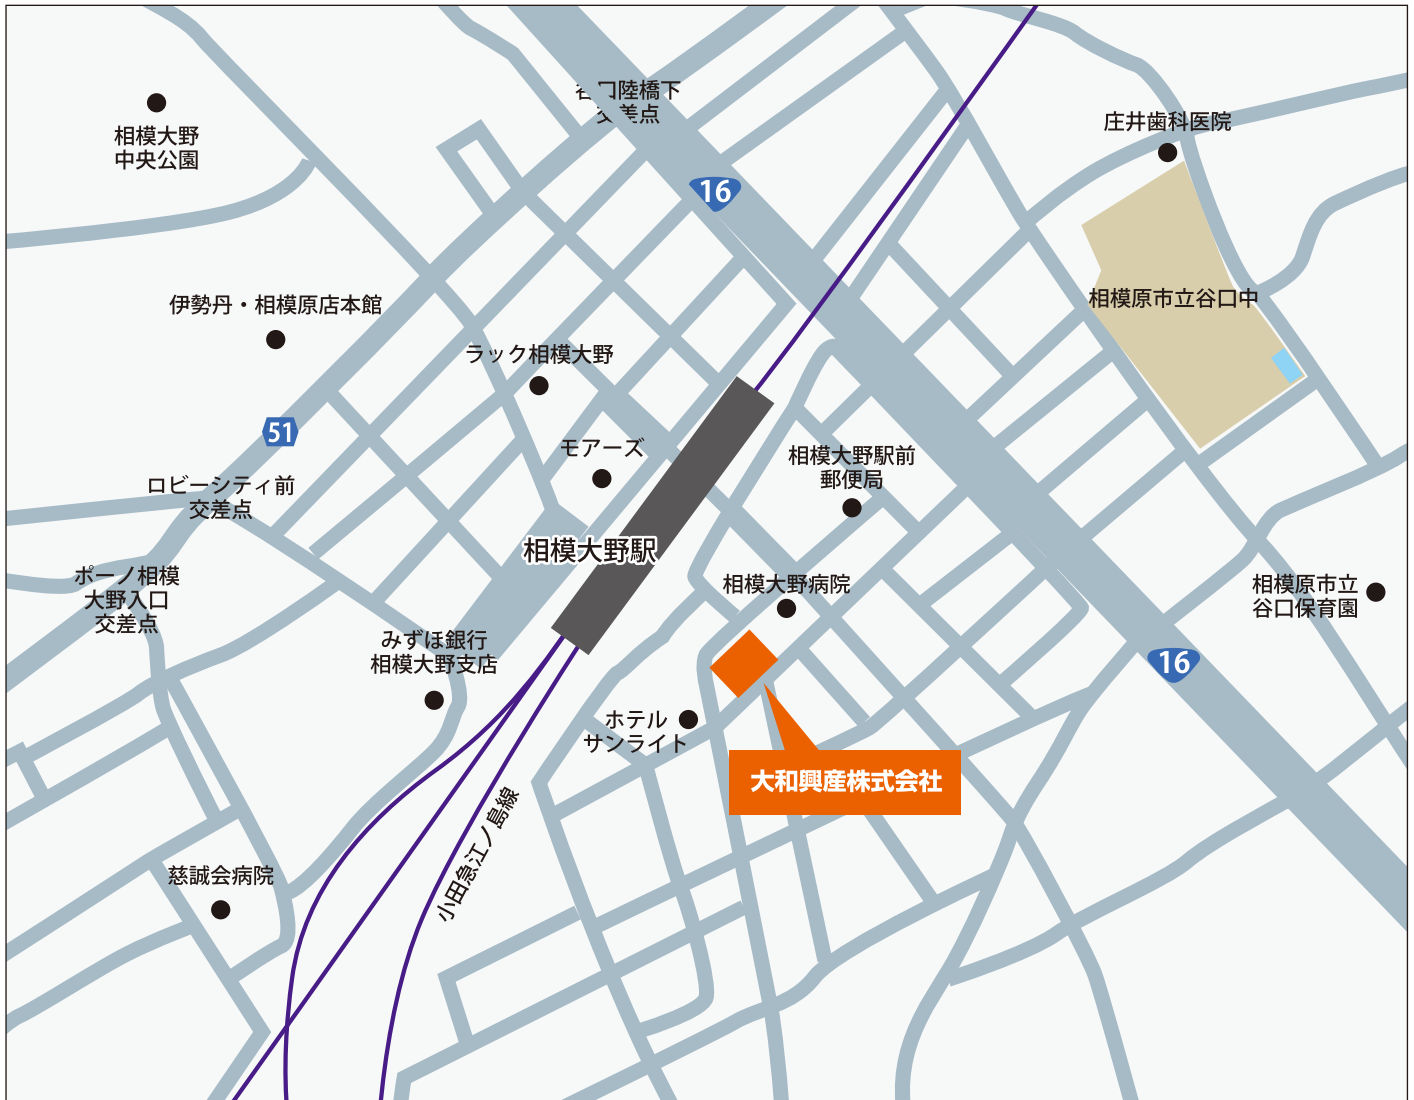 谷口陸橋下
交差点
相模大野
中央公園
庄井歯科医院
16
伊勢丹・相模原店本館
相模原市立谷口中
ラック相模大野
51
モアーズ
相模大野駅前
郵便局
ロビーシティ前
交差点
相模大野駅
ポーノ相模
大野入口
交差点
相模大野病院
相模原市立
谷口保育園
みずほ銀行
相模大野支店
16
ホテル
サンライト
大和興産株式会社
小田急江ノ島線
慈誠会病院